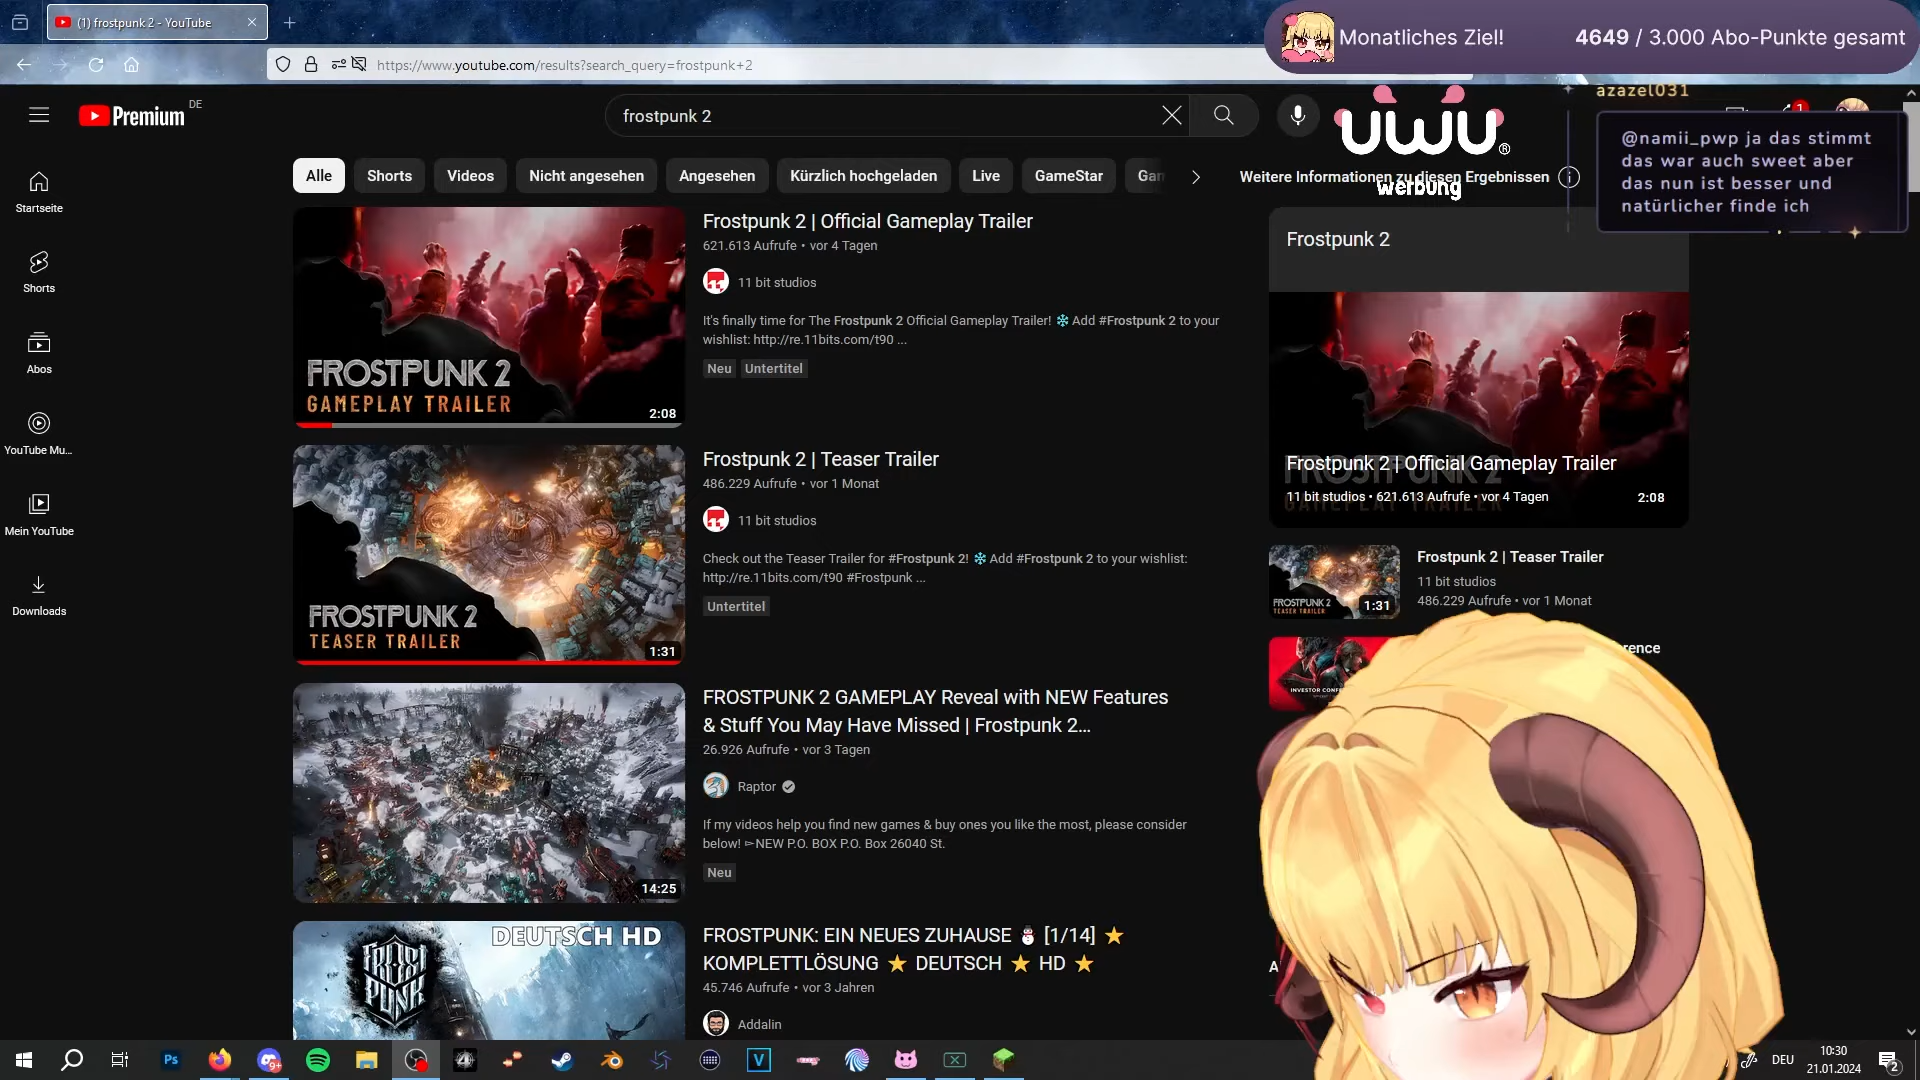 (1) frostpunk 2 - YouTube
Monatliches Ziel!
4649 / 3.000 Abo-Punkte gesamt
https://www.youtube.com/results?search_query=frostpunk+2
azazel031
@namii_pwp ja das stimmt
das war auch sweet aber
das nun ist besser und
natürlicher finde ich
Premium
DE
frostpunk 2
uwu
®
werbung
1
Alle
Shorts
Videos
Nicht angesehen
Angesehen
Kürzlich hochgeladen
Live
GameStar
Weitere Informationen zu diesen Ergebnissen
Startseite
Shorts
Abos
YouTube Mu...
Mein YouTube
Downloads
FROSTPUNK 2
GAMEPLAY TRAILER
2:08
Frostpunk 2 | Official Gameplay Trailer
621.613 Aufrufe • vor 4 Tagen
11 bit studios
It's finally time for The Frostpunk 2 Official Gameplay Trailer! ❄ Add #Frostpunk 2 to your
wishlist: http://re.11bits.com/t90 ...
Neu
Untertitel
FROSTPUNK 2
TEASER TRAILER
1:31
Frostpunk 2 | Teaser Trailer
486.229 Aufrufe • vor 1 Monat
11 bit studios
Check out the Teaser Trailer for #Frostpunk 2! ❄ Add #Frostpunk 2 to your wishlist:
http://re.11bits.com/t90 #Frostpunk ...
Untertitel
14:25
FROSTPUNK 2 GAMEPLAY Reveal with NEW Features
& Stuff You May Have Missed | Frostpunk 2...
26.926 Aufrufe • vor 3 Tagen
Raptor
If my videos help you find new games & buy ones you like the most, please consider
below! ►NEW P.O. BOX P.O. Box 26040 St.
Neu
DEUTSCH HD
FROST
PUNK
FROSTPUNK: EIN NEUES ZUHAUSE ⛄ [1/14] ⭐
KOMPLETTLÖSUNG ⭐ DEUTSCH ⭐ HD ⭐
45.746 Aufrufe • vor 3 Jahren
Addalin
Frostpunk 2
Frostpunk 2 | Official Gameplay Trailer
11 bit studios • 621.613 Aufrufe • vor 4 Tagen
2:08
FROSTPUNK 2
TEASER TRAILER
1:31
Frostpunk 2 | Teaser Trailer
11 bit studios
486.229 Aufrufe • vor 1 Monat
Ps
9+
V
DEU
10:30
21.01.2024
2